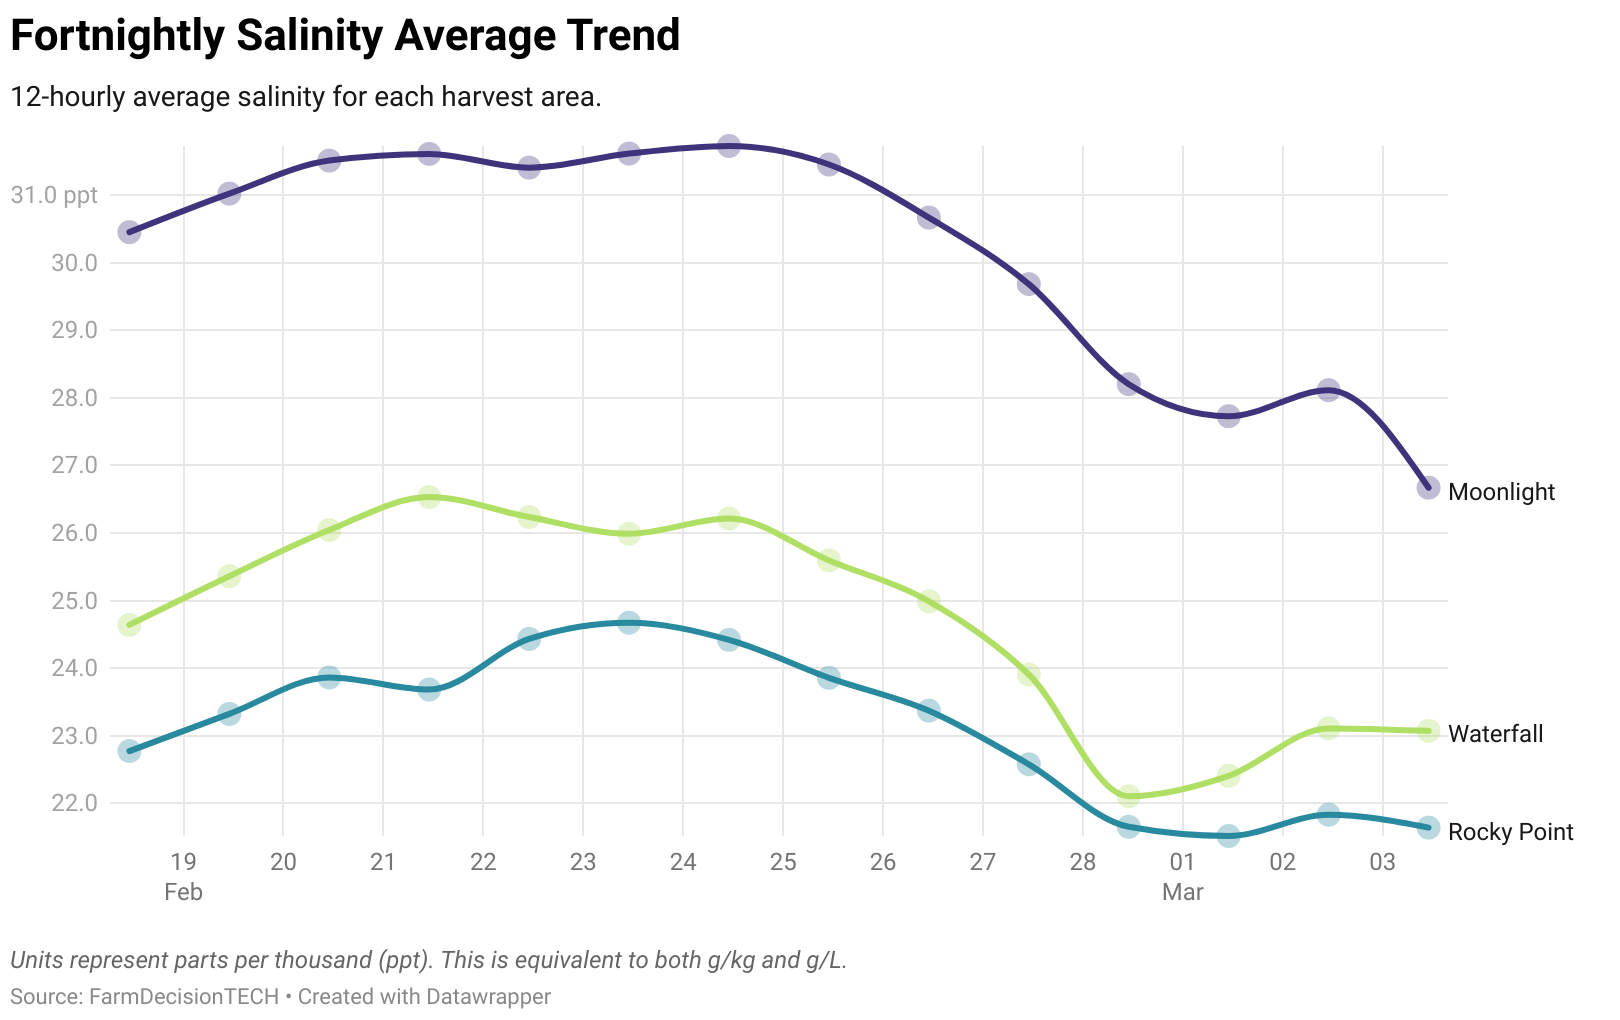 Fortnightly Salinity Average Trend
12-hourly average salinity for each harvest area.
31.0 ppt
30.0
29.0
28.0
27.0
26.0
25.0
24.0
23.0
22.0
Moonlight
Waterfall
Rocky Point
19 20 21 22 23 24 25 26 27 28 01 02 03
Feb Mar
Units represent parts per thousand (ppt). This is equivalent to both g/kg and g/L.
Source: FarmDecisionTECH • Created with Datawrapper